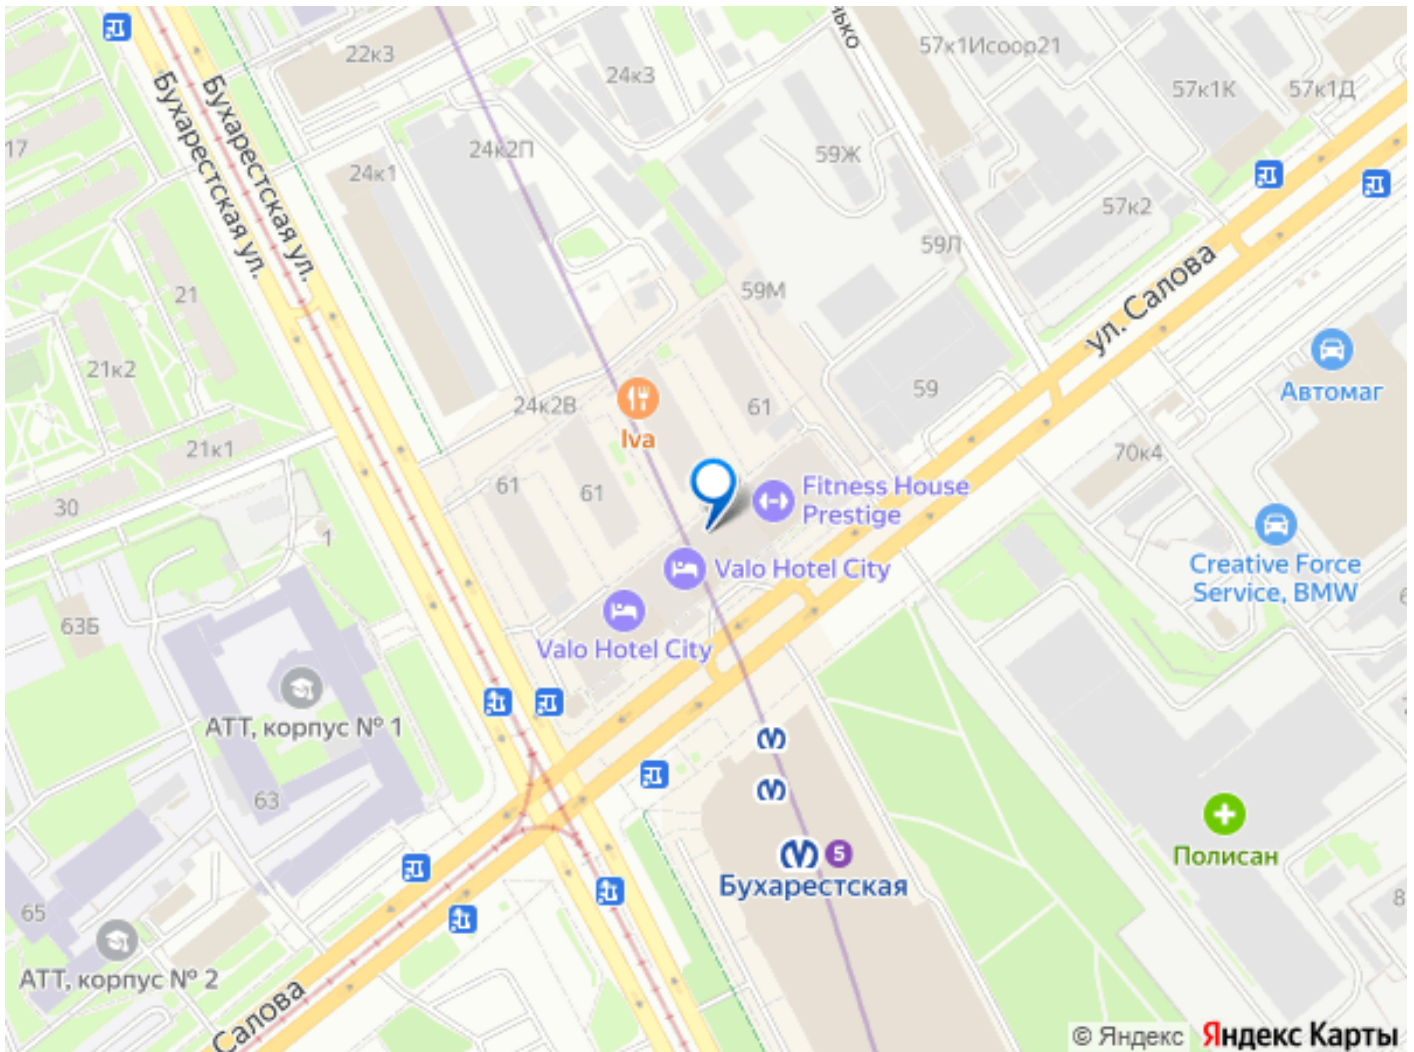 нько
57к1Исоор21
22к3
24к3
57к1К
57к1Д
Бухарестская ул.
Бухарестская ул.
17
24к1
24к2П
59Ж
57к2
59Л
ул. Салова
21
59М
21к2
Автомаг
24к2В
Iva
61
59
21к1
70к4
30
61
61
Fitness House
Prestige
1
Valo Hotel City
Creative Force
Service, BMW
6
63Б
Valo Hotel City
АТТ, корпус № 1
63
5
Бухарестская
Полисан
65
8
АТТ, корпус № 2
Салова
© Яндекс Яндекс Карты